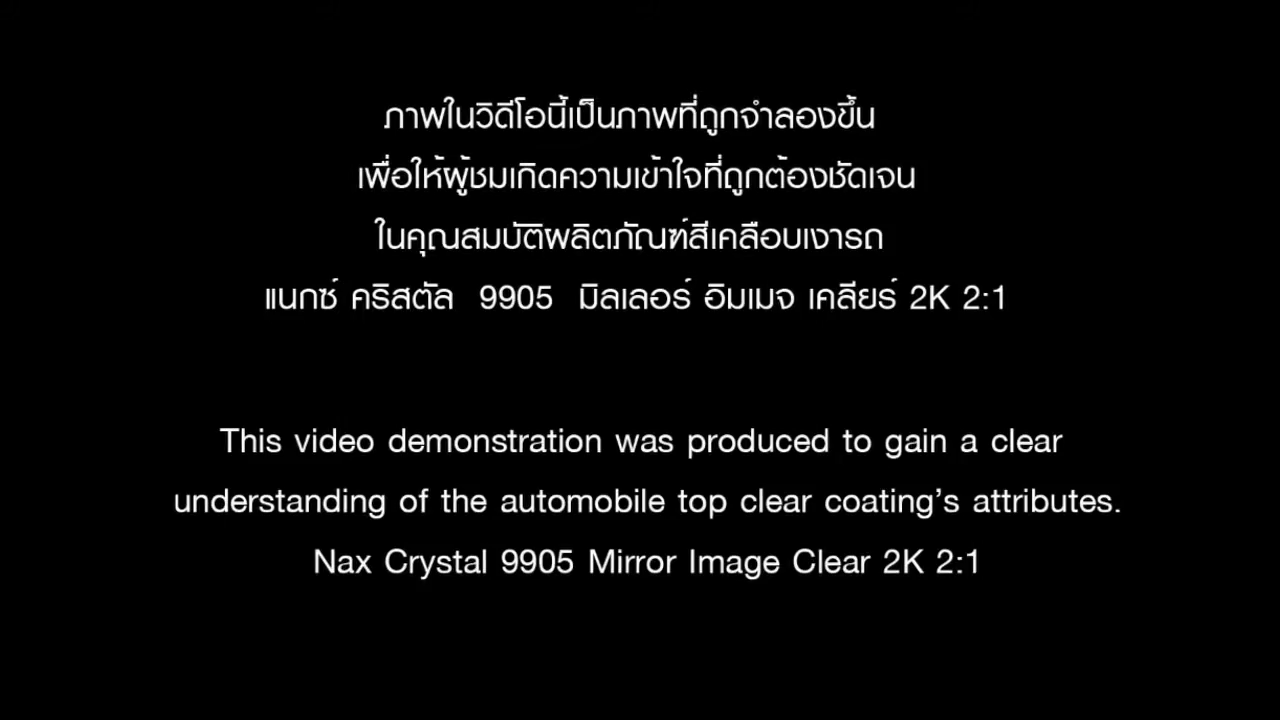 ภาพในวิดีโอนี้เป็นภาพที่ถูกจำลองขึ้น
เพื่อให้ผู้ชมเกิดความเข้าใจที่ถูกต้องชัดเจน
ในคุณสมบัติผลิตภัณฑ์สีเคลือบเงารถ
แนกซ์ คริสตัล 9905 มิลเลอร์ อิมเมจ เคลียร์ 2K 2:1
This video demonstration was produced to gain a clear
understanding of the automobile top clear coating’s attributes.
Nax Crystal 9905 Mirror Image Clear 2K 2:1